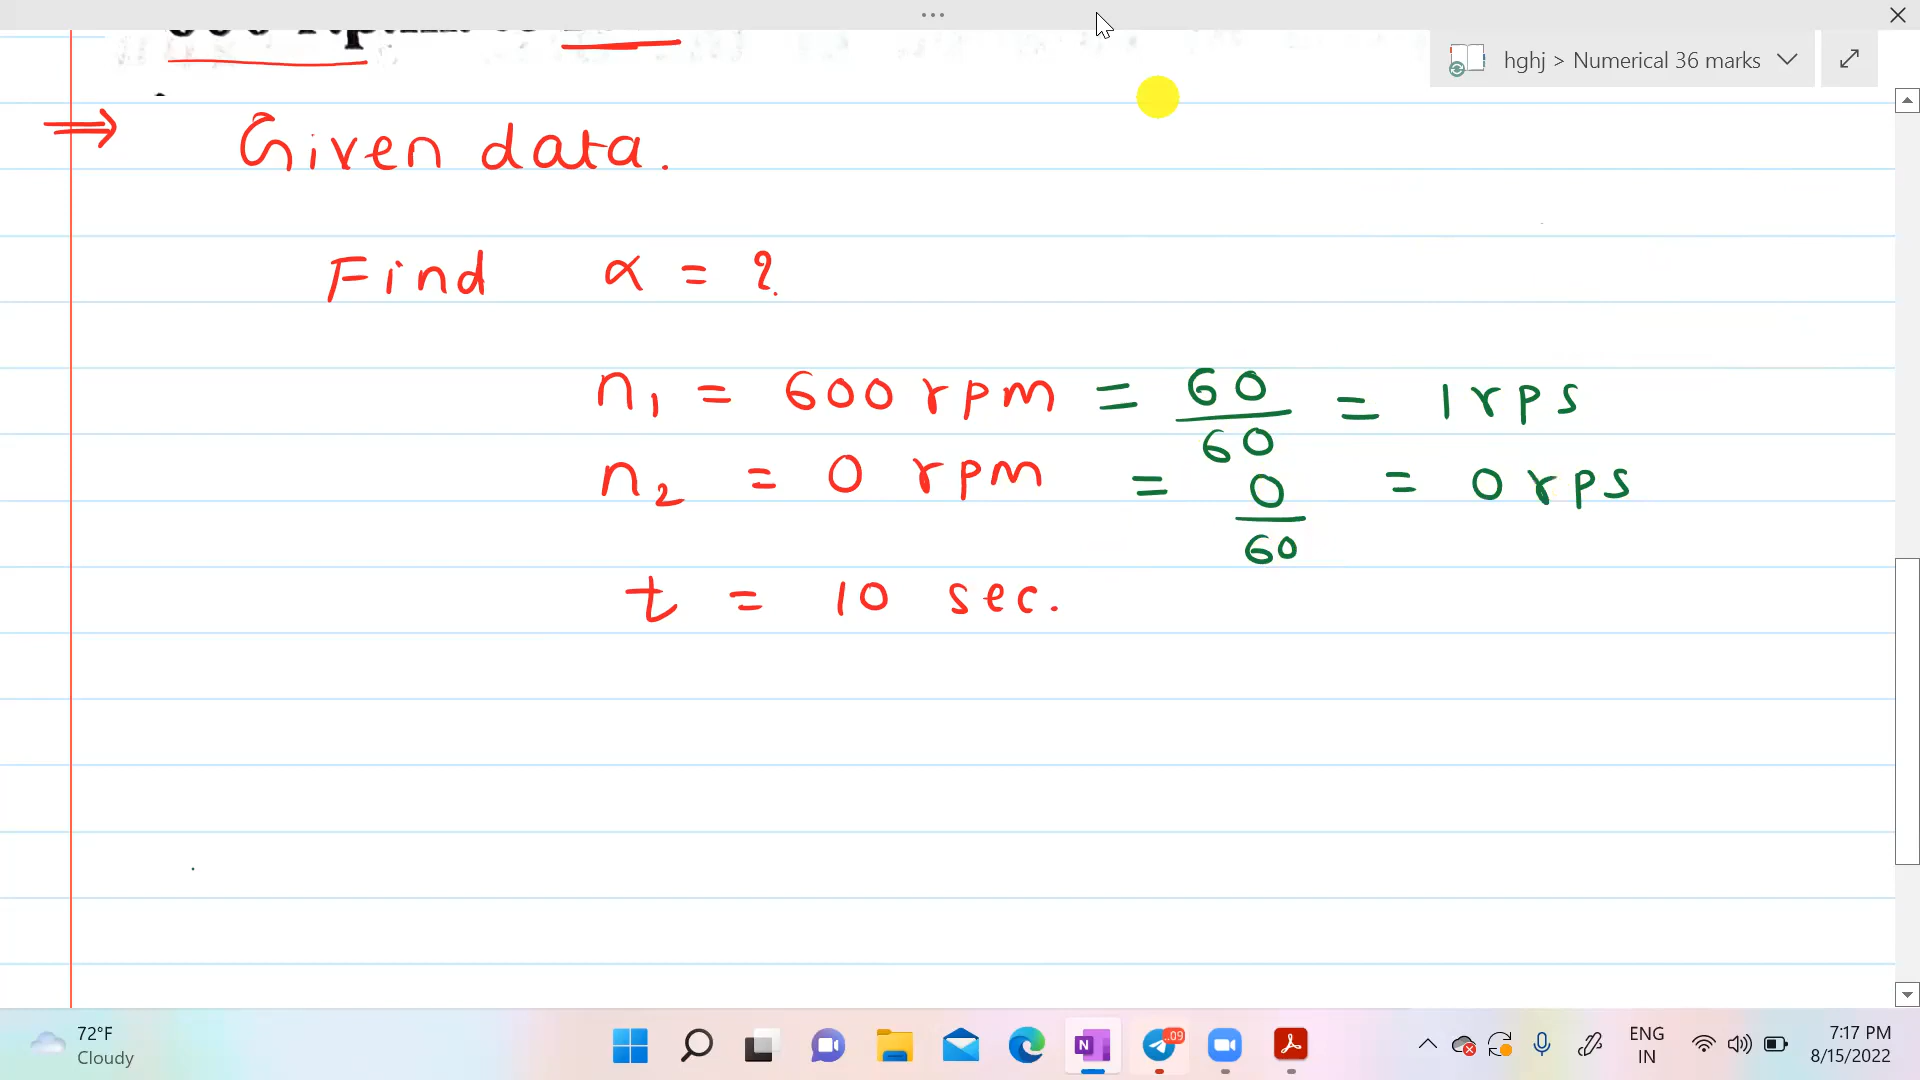 hghj > Numerical 36 marks
⇒ Given data.
Find α = ?
n₁ = 600 rpm = 60/60 = 1 rps
n₂ = 0 rpm = 0/60 = 0 rps
t = 10 sec.
72°F
Cloudy
N
..09
ENG
IN
7:17 PM
8/15/2022